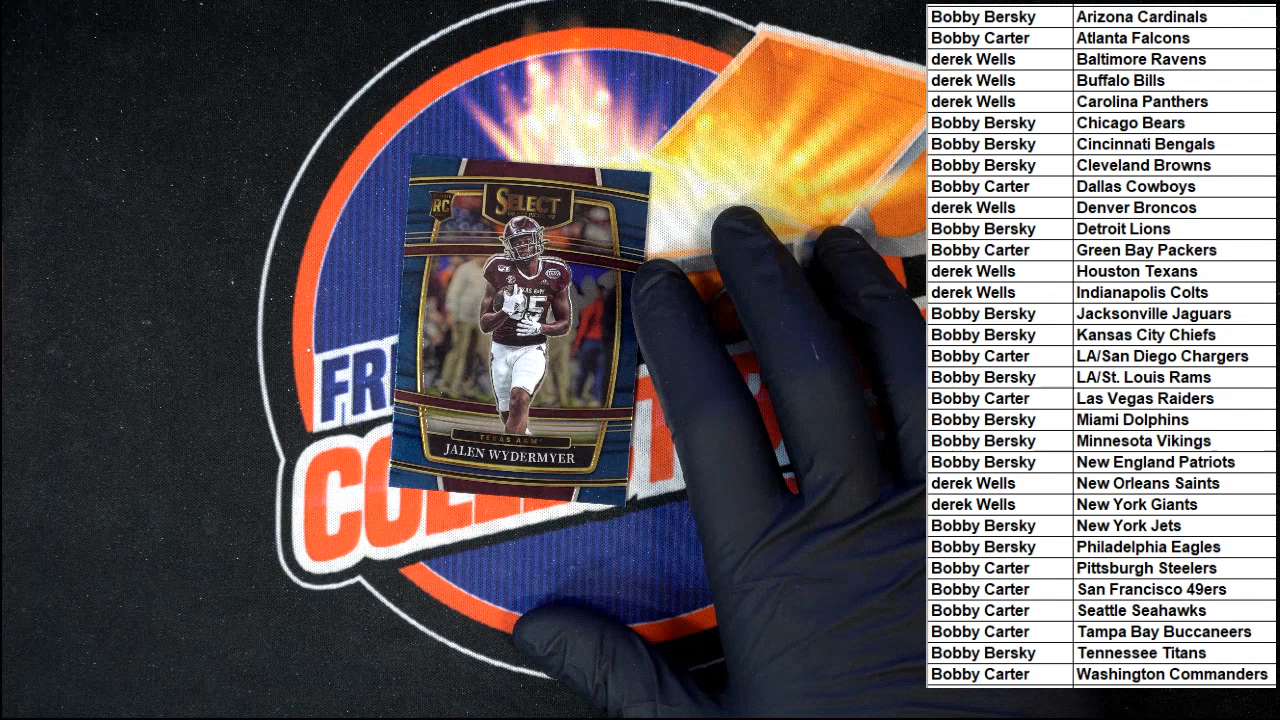 Bobby Bersky Arizona Cardinals
Bobby Carter Atlanta Falcons
derek Wells Baltimore Ravens
derek Wells Buffalo Bills
derek Wells Carolina Panthers
Bobby Bersky Chicago Bears
Bobby Bersky Cincinnati Bengals
Bobby Bersky Cleveland Browns
Bobby Carter Dallas Cowboys
derek Wells Denver Broncos
Bobby Bersky Detroit Lions
Bobby Carter Green Bay Packers
derek Wells Houston Texans
derek Wells Indianapolis Colts
Bobby Bersky Jacksonville Jaguars
Bobby Bersky Kansas City Chiefs
Bobby Carter LA/San Diego Chargers
Bobby Bersky LA/St. Louis Rams
Bobby Carter Las Vegas Raiders
Bobby Bersky Miami Dolphins
Bobby Bersky Minnesota Vikings
Bobby Bersky New England Patriots
derek Wells New Orleans Saints
derek Wells New York Giants
Bobby Bersky New York Jets
Bobby Bersky Philadelphia Eagles
Bobby Carter Pittsburgh Steelers
Bobby Carter San Francisco 49ers
Bobby Carter Seattle Seahawks
Bobby Carter Tampa Bay Buccaneers
Bobby Bersky Tennessee Titans
Bobby Carter Washington Commanders
RC
SELECT
TEXAS A&M
JALEN WYDERMYER
FR
CO